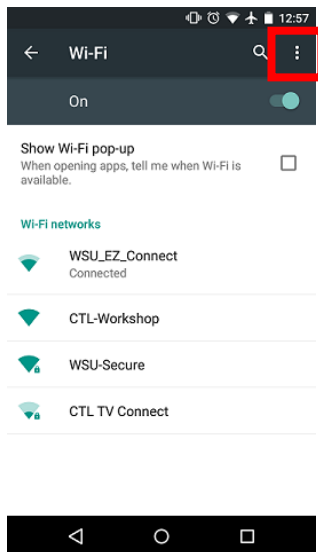 12:57
Wi-Fi
On
Show Wi-Fi pop-up
When opening apps, tell me when Wi-Fi is
available.
Wi-Fi networks
WSU_EZ_Connect
Connected
CTL-Workshop
WSU-Secure
CTL TV Connect